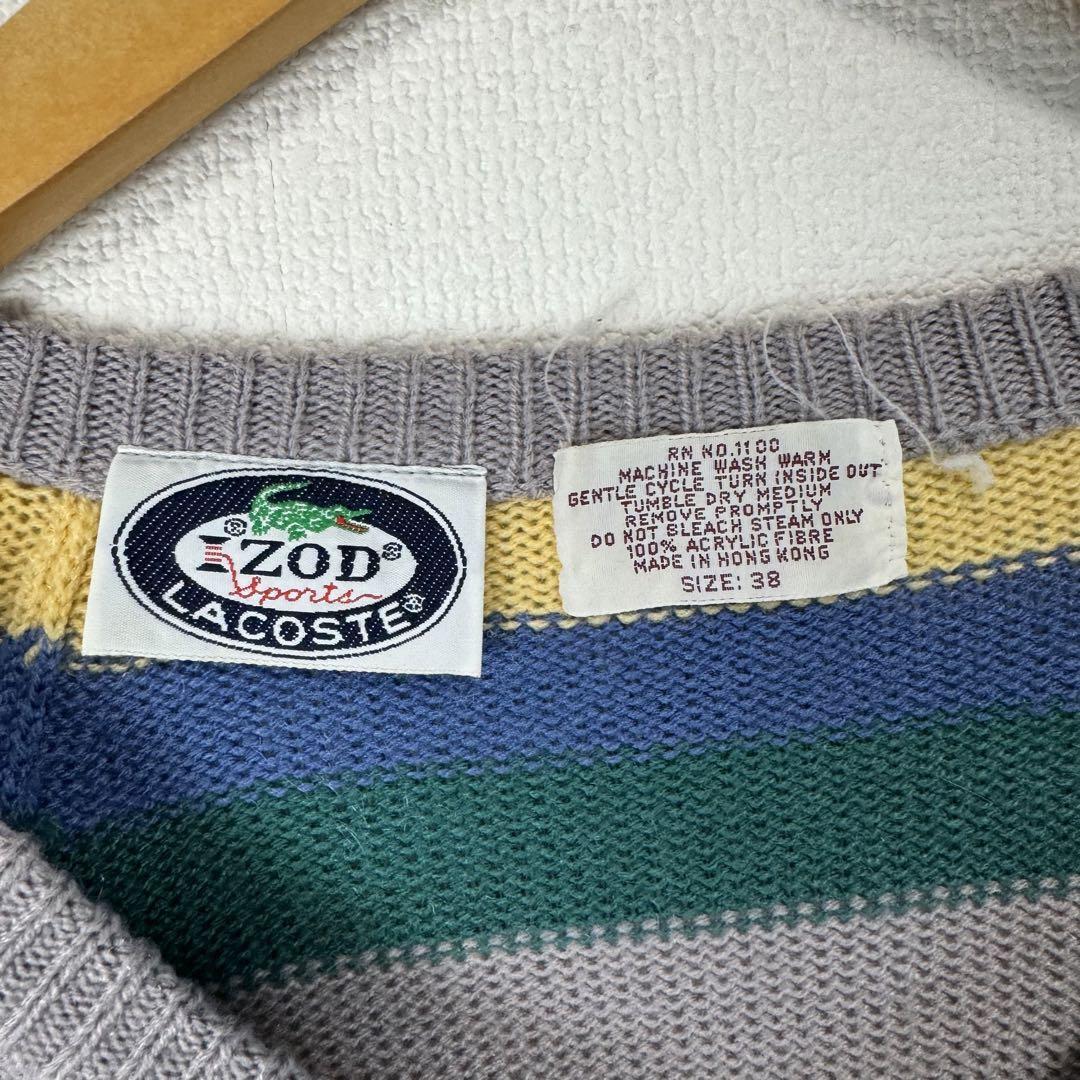 IZOD®
Sports
LACOSTE®
RN NO.1100
MACHINE WASH WARM
GENTLE CYCLE TURN INSIDE OUT
TUMBLE DRY MEDIUM
REMOVE PROMPTLY
DO NOT BLEACH STEAM ONLY
100% ACRYLIC FIBRE
MADE IN HONG KONG
SIZE: 38